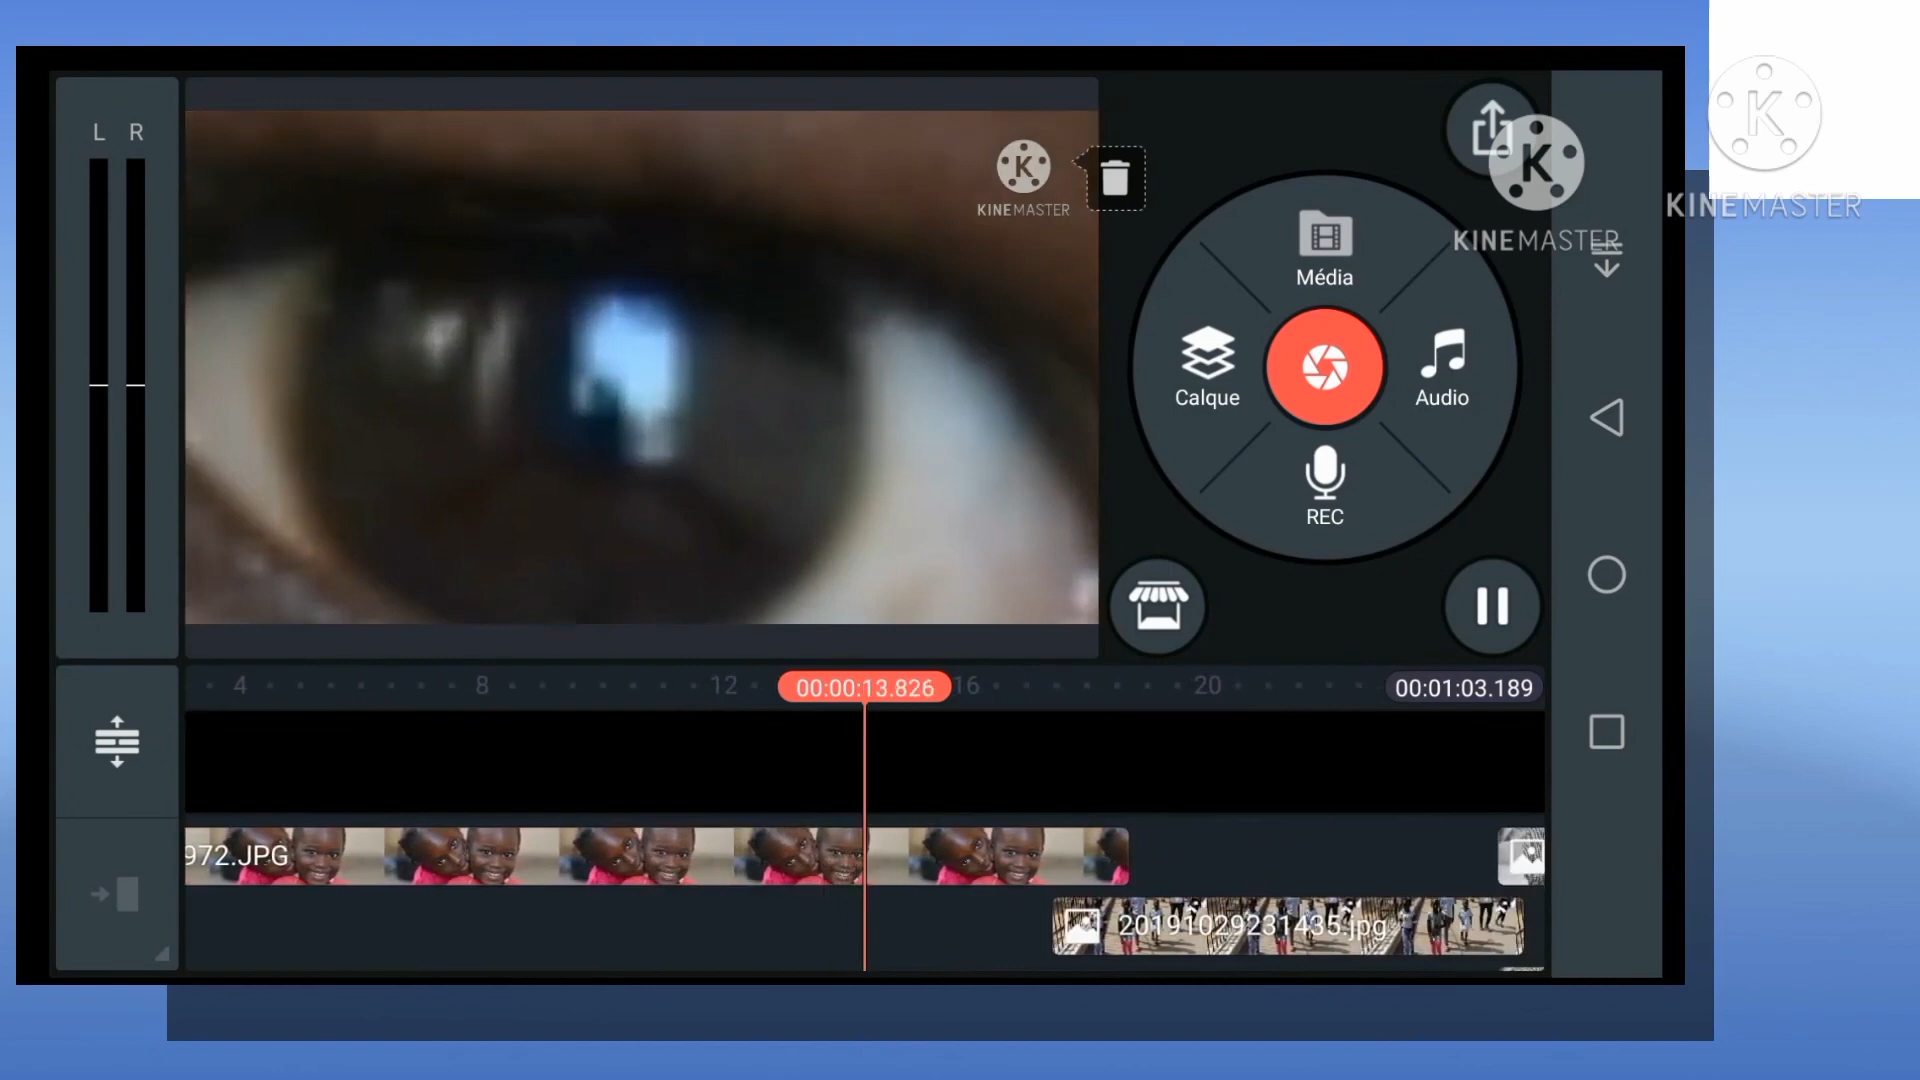 L R
KINEMASTER
KINEMASTER
KINEMASTER
Média
Calque
Audio
REC
4 8 12 00:00:13.826 16 20 00:01:03.189
972.JPG
20191029231435.jpg